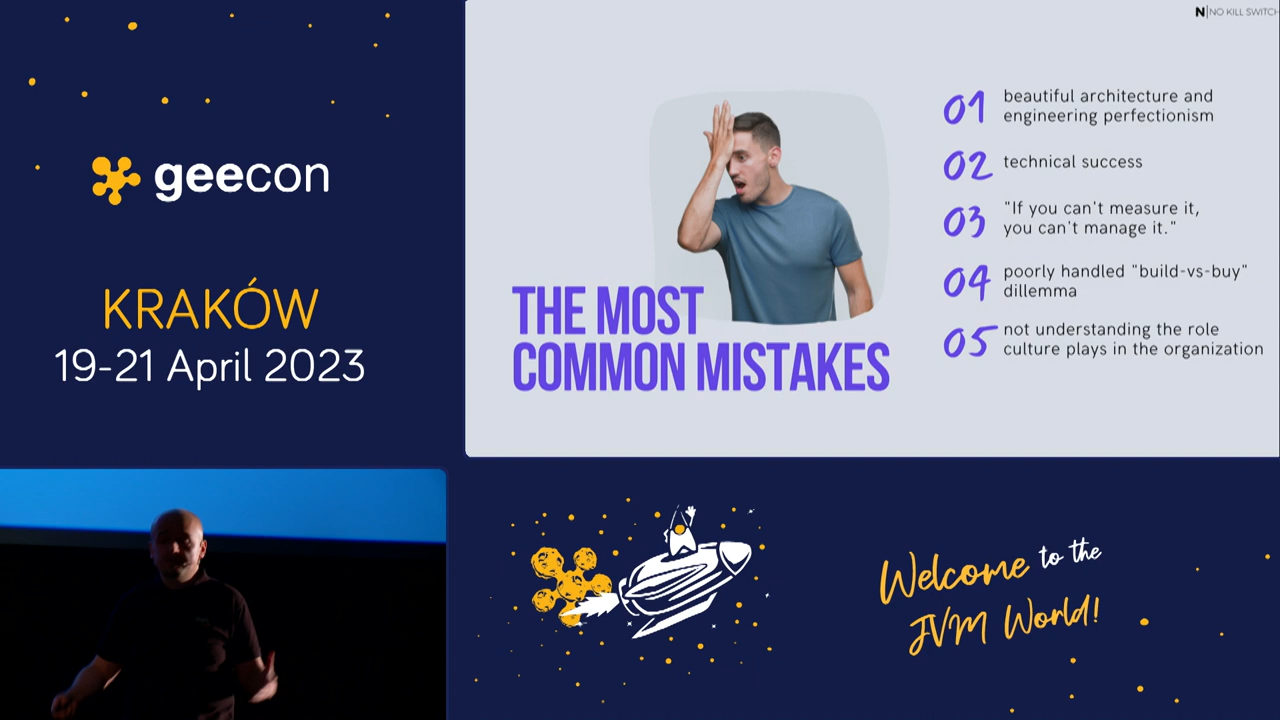 geecon
KRAKÓW
19-21 April 2023
N|NO KILL SWITCH
THE MOST
COMMON MISTAKES
01 beautiful architecture and
engineering perfectionism
02 technical success
03 "If you can't measure it,
you can't manage it."
04 poorly handled "build-vs-buy"
dillemma
05 not understanding the role
culture plays in the organization
Welcome to the
JVM World!